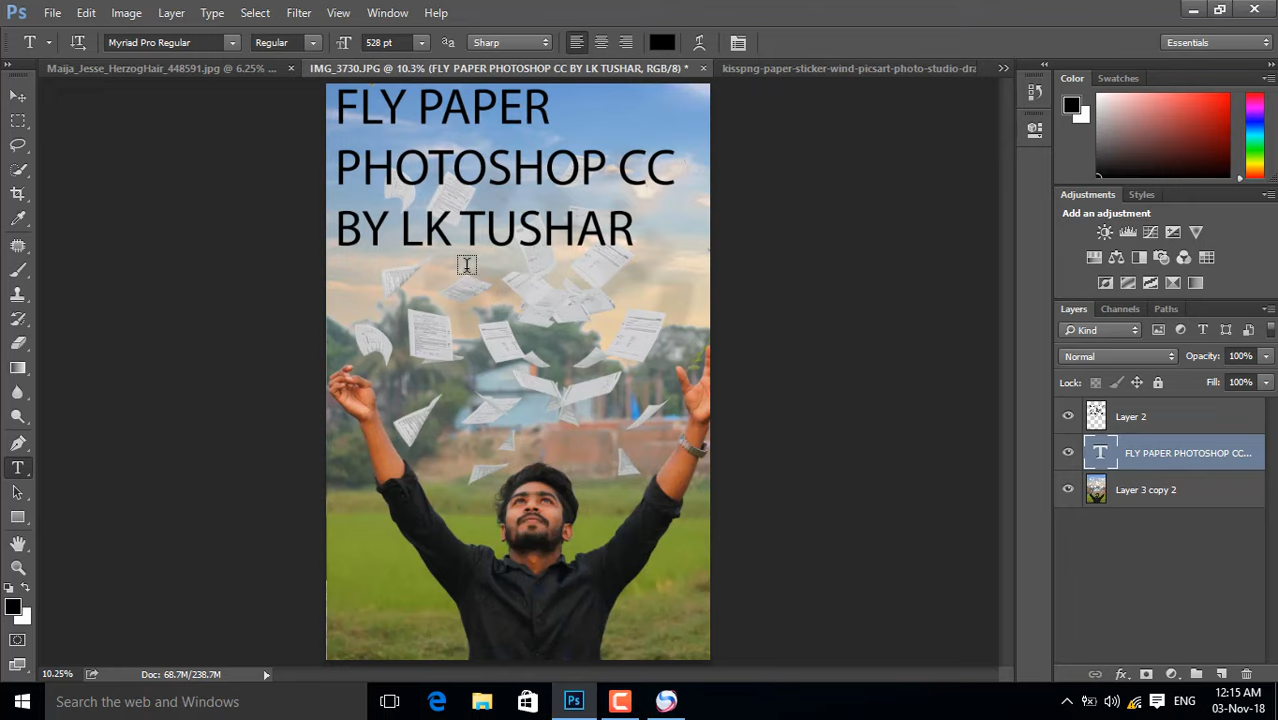 Ps File Edit Image Layer Type Select Filter 3D View Window Help
T Myriad Pro Regular Regular 528 pt aa Sharp Essentials
Maija_Jesse_HerzogHair_448591.jpg @ 6.25% ... × IMG_3730.JPG @ 10.3% (FLY PAPER PHOTOSHOP CC BY LK TUSHAR, RGB/8) * × kisspng-paper-sticker-wind-picsart-photo-studio-dra
FLY PAPER
PHOTOSHOP CC
BY LK TUSHAR
Color Swatches
Adjustments Styles
Add an adjustment
Layers Channels Paths
Kind
Normal Opacity: 100%
Lock: Fill: 100%
Layer 2
T FLY PAPER PHOTOSHOP CC...
Layer 3 copy 2
10.25% Doc: 68.7M/238.7M
Search the web and Windows
ENG
12:15 AM
03-Nov-18